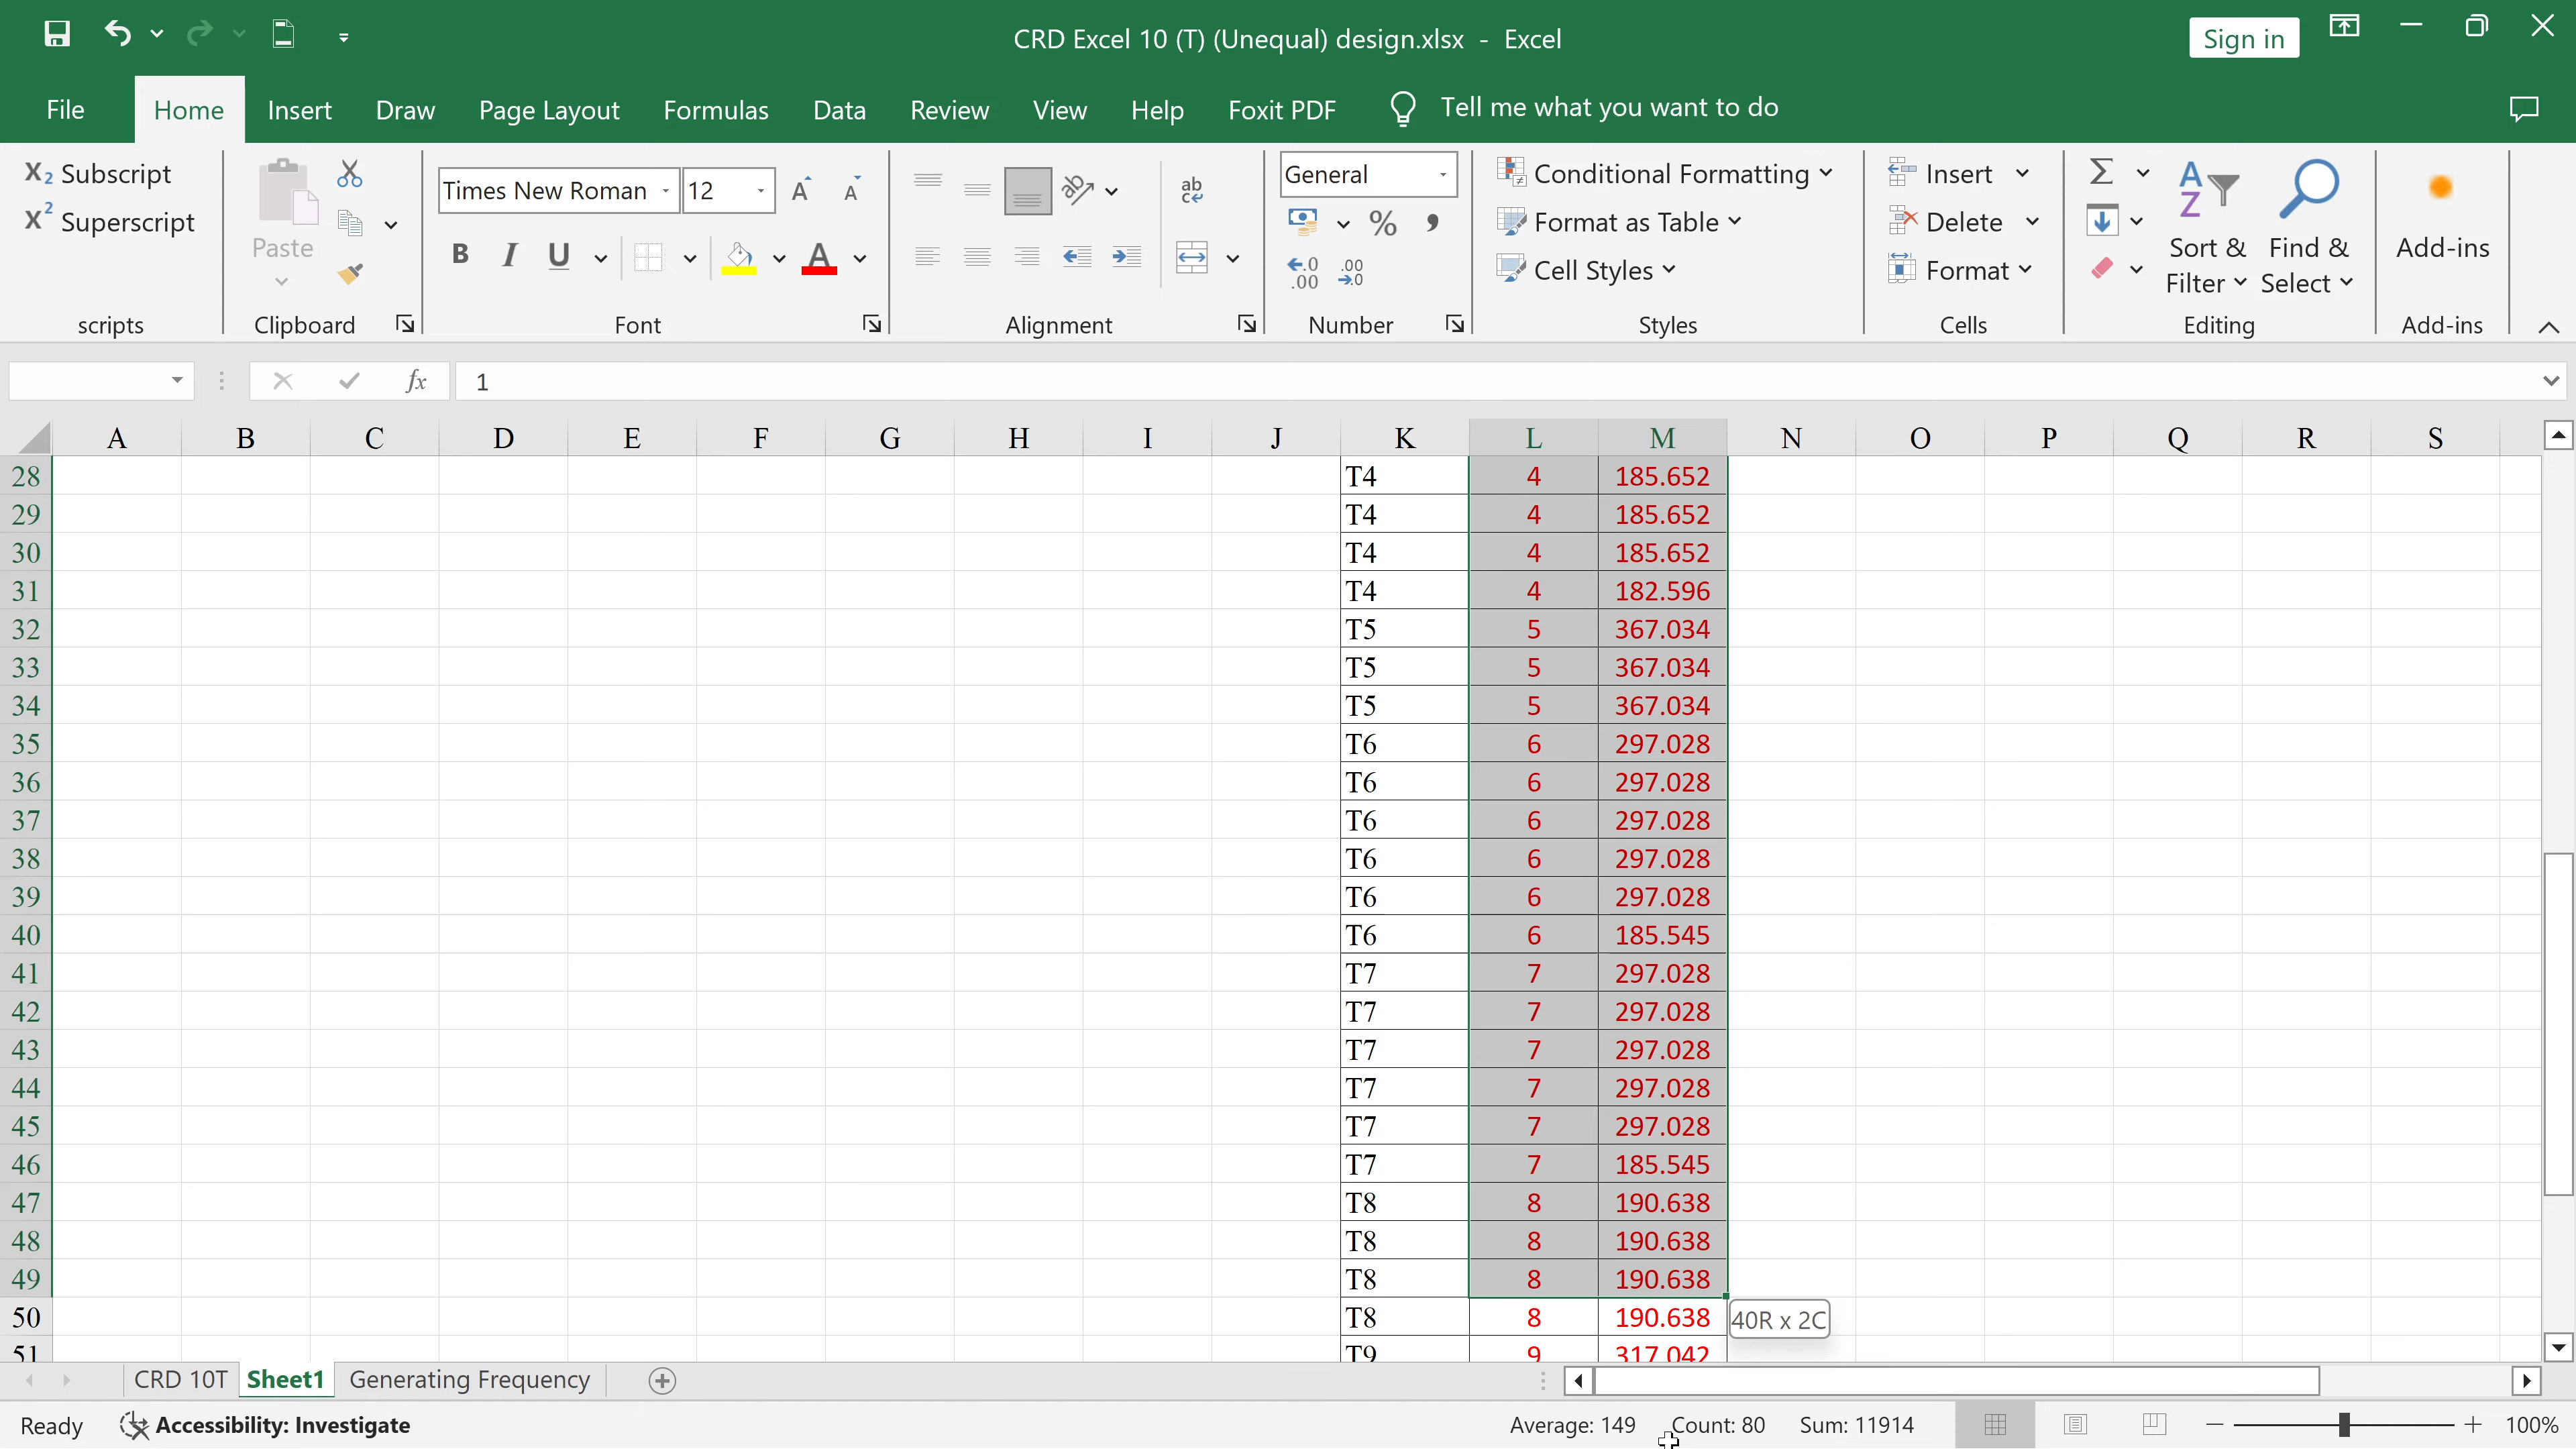 CRD Excel 10 (T) (Unequal) design.xlsx - Excel
Sign in
File Home Insert Draw Page Layout Formulas Data Review View Help Foxit PDF Tell me what you want to do
X2 Subscript
X2 Superscript
scripts
Paste
Clipboard
Times New Roman 12
B I U A
Font
Alignment
General
Number
Conditional Formatting
Format as Table
Cell Styles
Styles
Insert
Delete
Format
Cells
Sort & Filter
Find & Select
Editing
Add-ins
Add-ins
fx 1
A B C D E F G H I J K L M N O P Q R S
28 T4 4 185.652
29 T4 4 185.652
30 T4 4 185.652
31 T4 4 182.596
32 T5 5 367.034
33 T5 5 367.034
34 T5 5 367.034
35 T6 6 297.028
36 T6 6 297.028
37 T6 6 297.028
38 T6 6 297.028
39 T6 6 297.028
40 T6 6 185.545
41 T7 7 297.028
42 T7 7 297.028
43 T7 7 297.028
44 T7 7 297.028
45 T7 7 297.028
46 T7 7 185.545
47 T8 8 190.638
48 T8 8 190.638
49 T8 8 190.638
50 T8 8 190.638 40R x 2C
51 T9 9 317.042
CRD 10T Sheet1 Generating Frequency
Ready Accessibility: Investigate Average: 149 Count: 80 Sum: 11914 100%